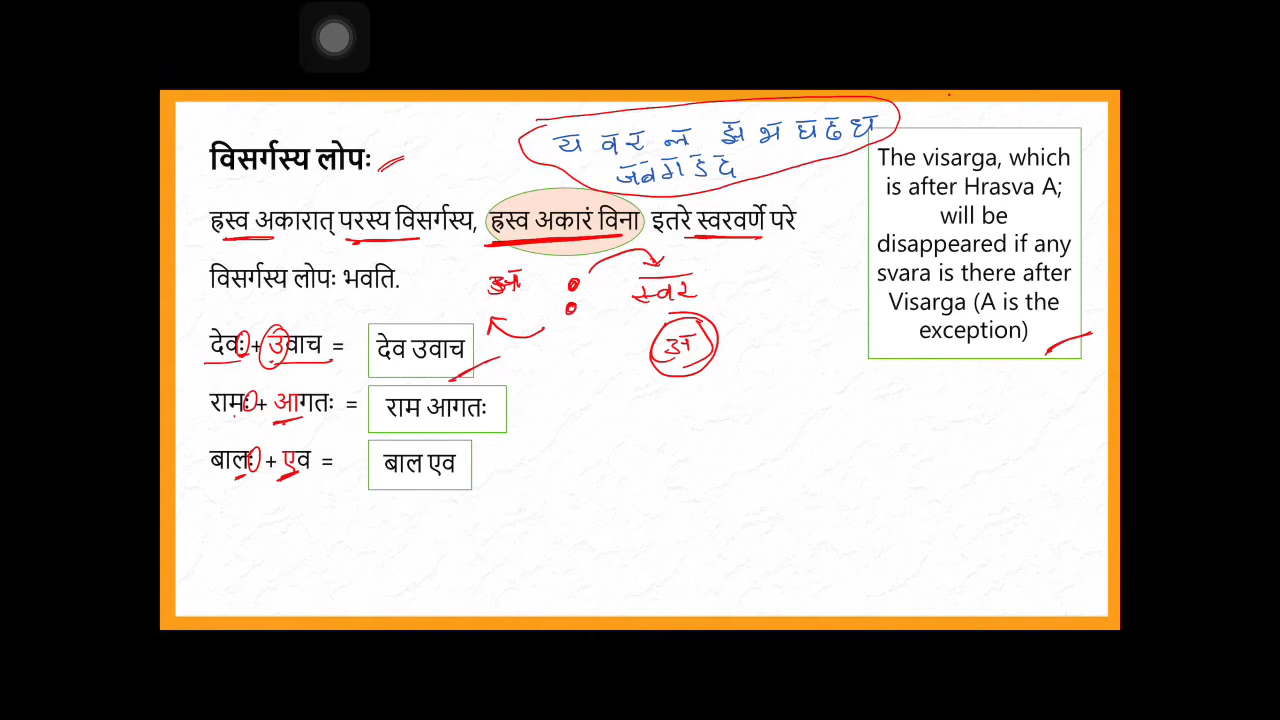 य व र ल झ भ घ ढ ध
ज ब ग ड द
विसर्गस्य लोपः
ह्रस्व अकारात् परस्य विसर्गस्य, ह्रस्व अकारं विना इतरे स्वरवर्णे परे
विसर्गस्य लोपः भवति.
अ : स्वर
अ
देवः + उवाच = देव उवाच
रामः + आगतः = राम आगतः
बालः + एव = बाल एव
The visarga, which
is after Hrasva A;
will be
disappeared if any
svara is there after
Visarga (A is the
exception)